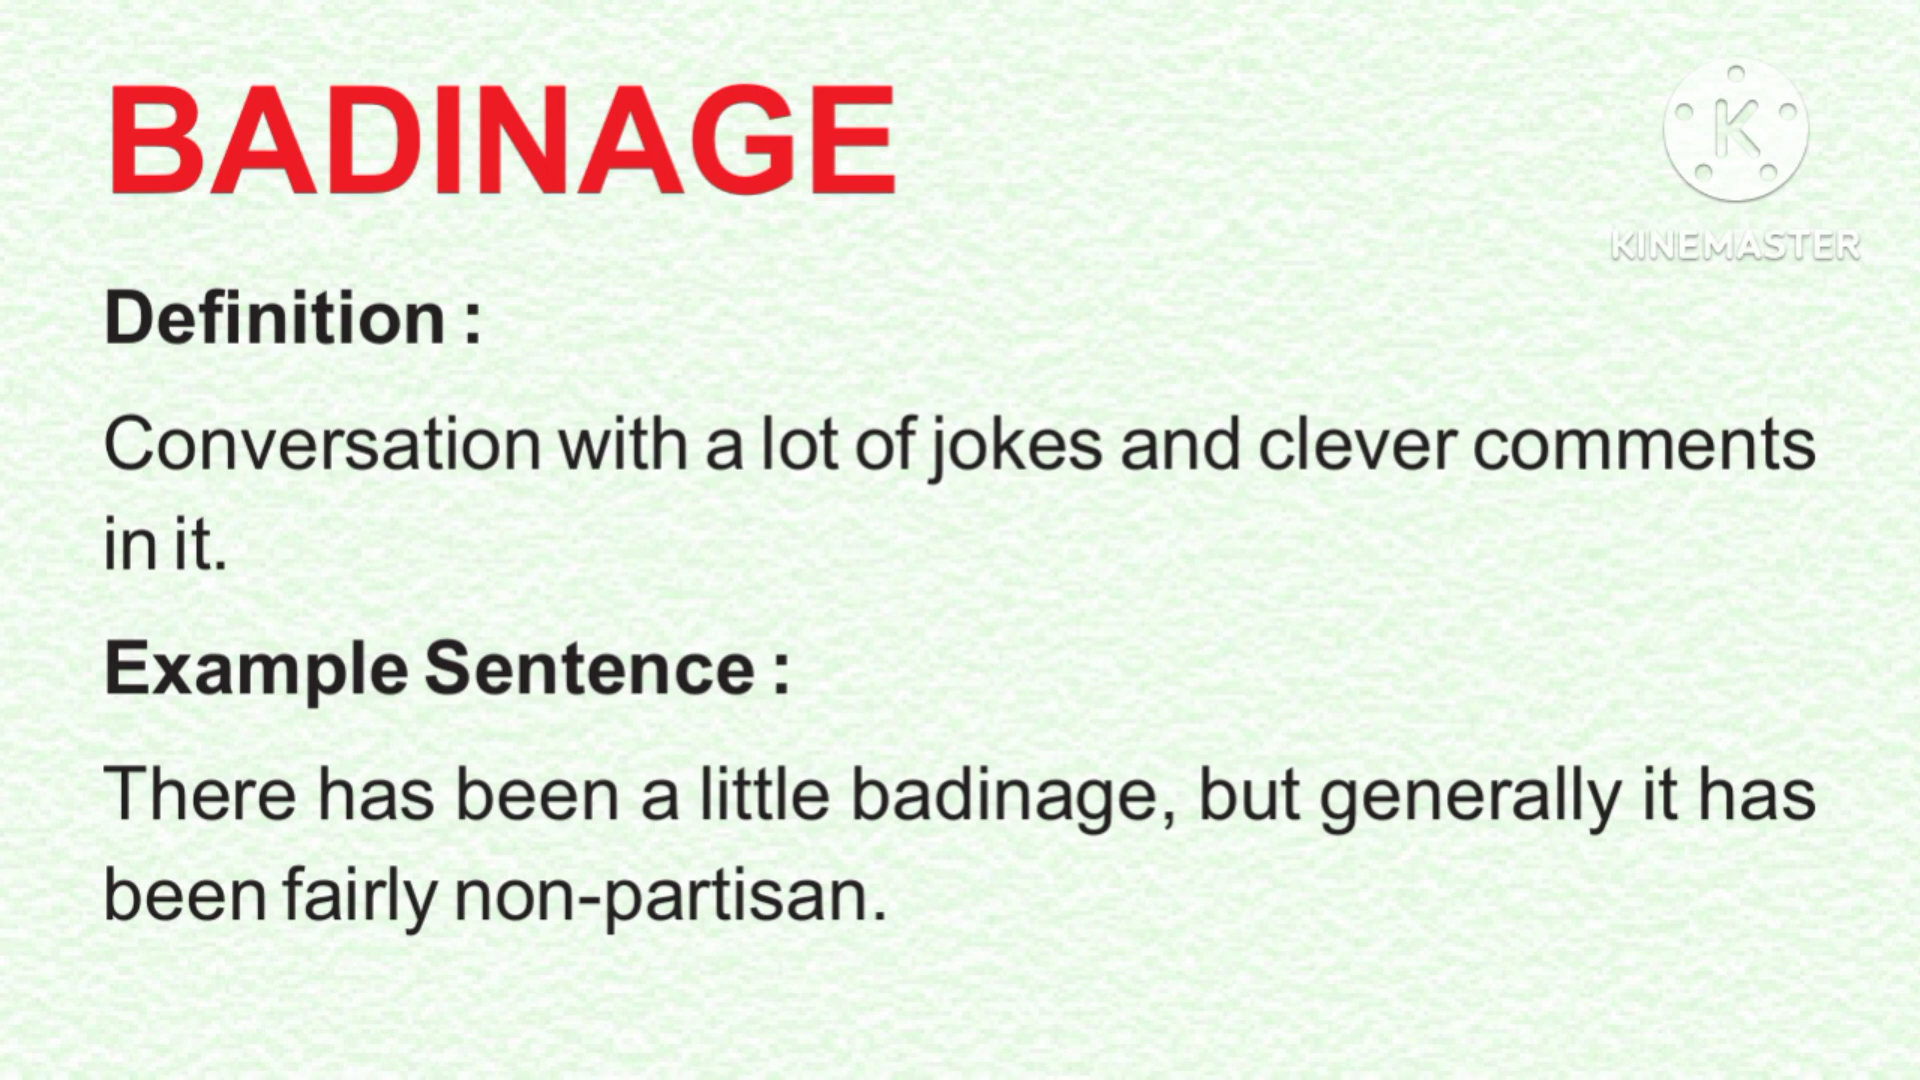 BADINAGE
K
KINEMASTER
Definition :
Conversation with a lot of jokes and clever comments
in it.
Example Sentence :
There has been a little badinage, but generally it has
been fairly non-partisan.